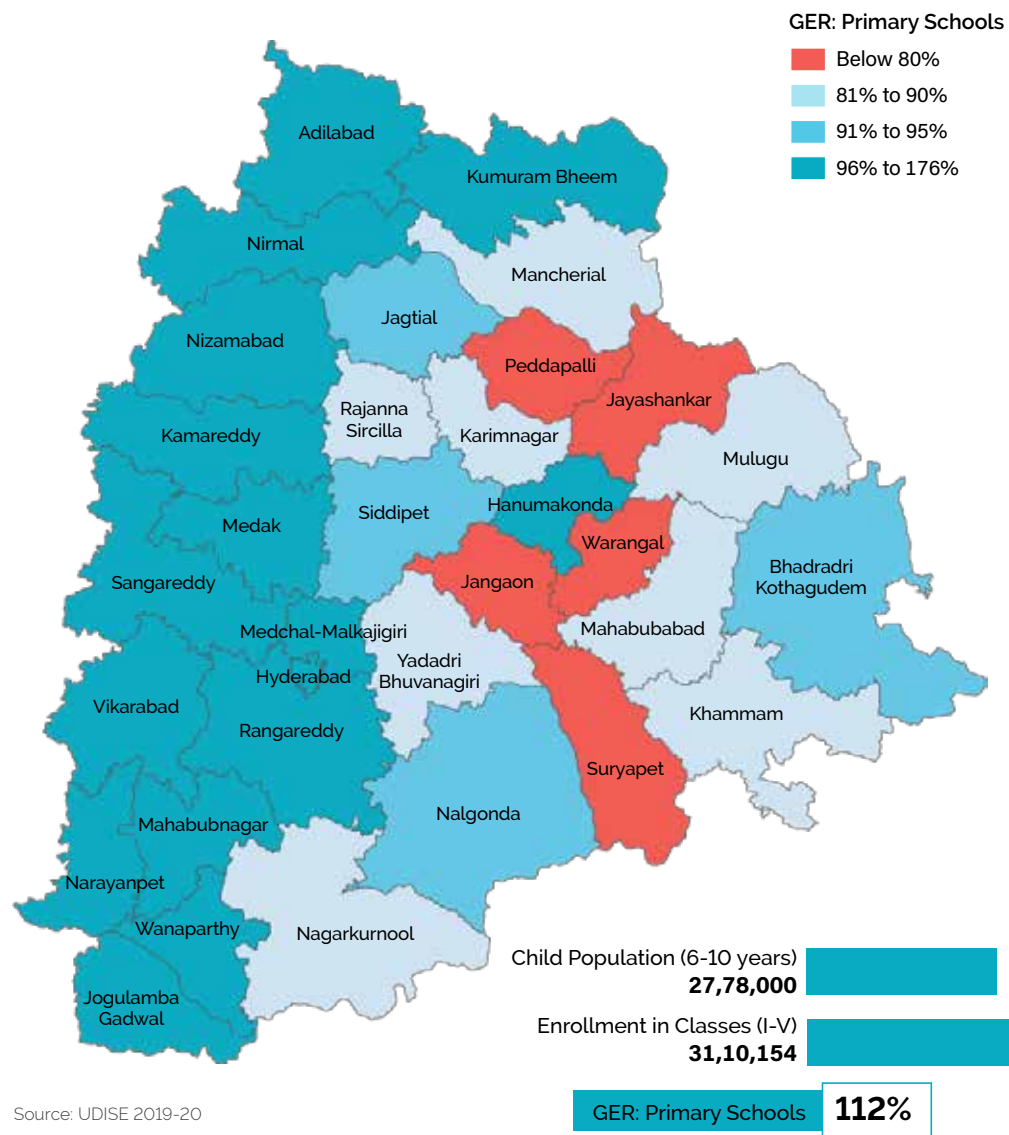 GER: Primary Schools
Below 80%
81% to 90%
91% to 95%
96% to 176%
Adilabad
Kumuram Bheem
Nirmal
Mancherial
Jagtial
Nizamabad
Peddapalli
Jayashankar
Rajanna
Sircilla
Kamareddy
Karimnagar
Mulugu
Hanumakonda
Siddipet
Medak
Warangal
Bhadradri
Kothagudem
Sangareddy
Jangaon
Medchal-Malkajigiri
Mahabubabad
Yadadri
Bhuvanagiri
Hyderabad
Vikarabad
Khammam
Rangareddy
Suryapet
Nalgonda
Mahabubnagar
Narayanpet
Wanaparthy
Nagarkurnool
Jogulamba
Gadwal
Child Population (6-10 years)
27,78,000
Enrollment in Classes (I-V)
31,10,154
GER: Primary Schools 112%
Source: UDISE 2019-20